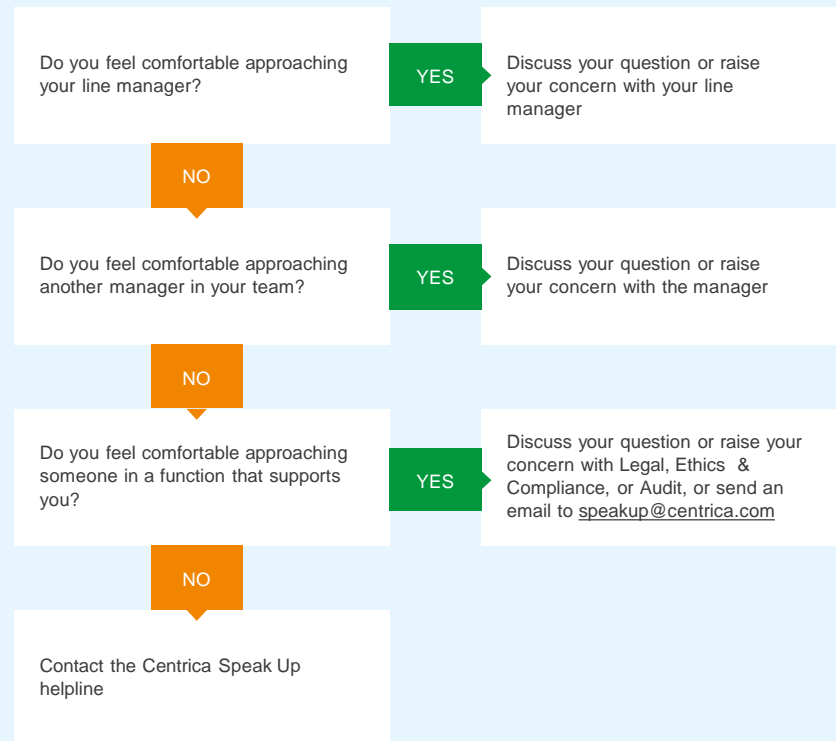 Do you feel comfortable approaching
your line manager?
YES
Discuss your question or raise
your concern with your line
manager
NO
Do you feel comfortable approaching
another manager in your team?
YES
Discuss your question or raise
your concern with the manager
NO
Do you feel comfortable approaching
someone in a function that supports
you?
YES
Discuss your question or raise your
concern with Legal, Ethics &
Compliance, or Audit, or send an
email to speakup@centrica.com
NO
Contact the Centrica Speak Up
helpline